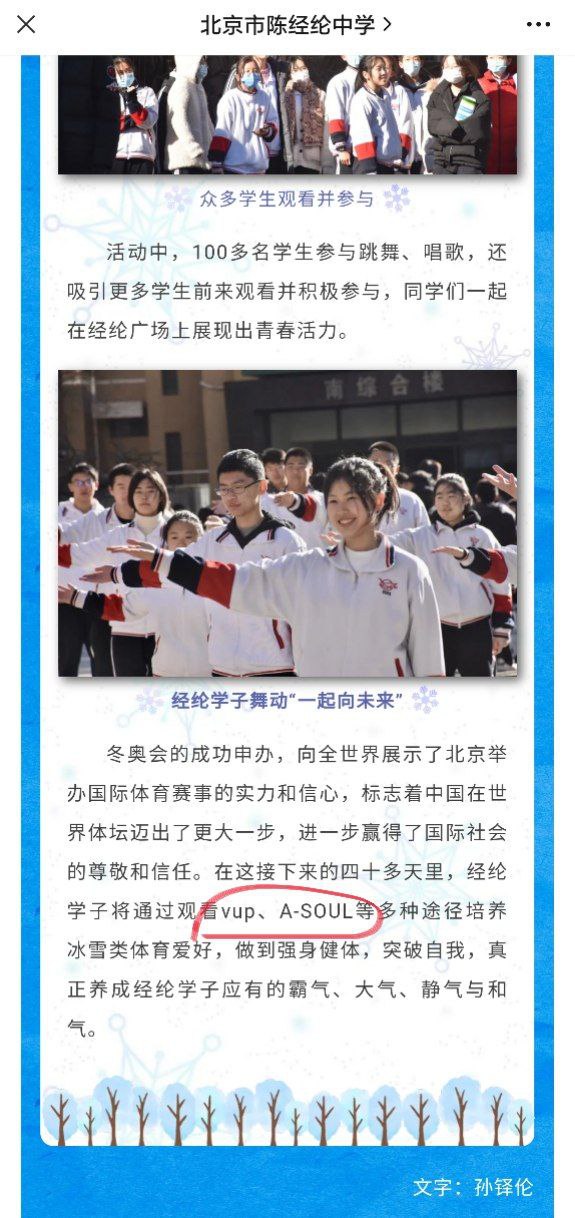 北京市陈经纶中学
众多学生观看并参与
活动中，100多名学生参与跳舞、唱歌，还
吸引更多学生前来观看并积极参与，同学们一起
在经纶广场上展现出青春活力。
南综合楼
经纶学子舞动“一起向未来”
冬奥会的成功申办，向全世界展示了北京举
办国际体育赛事的实力和信心，标志着中国在世
界体坛迈出了更大一步，进一步赢得了国际社会
的尊敬和信任。在这接下来的四十多天里，经纶
学子将通过观看vup、A-SOUL等多种途径培养
冰雪类体育爱好，做到强身健体，突破自我，真
正养成经纶学子应有的霸气、大气、静气与和
气。
文字：孙铎伦